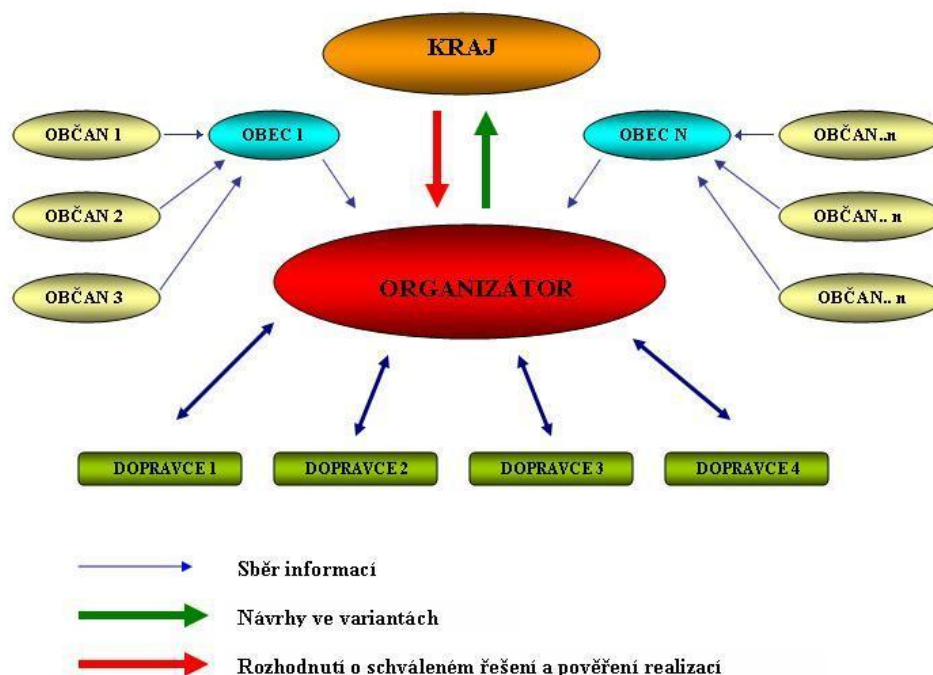 KRAJ
OBČAN 1
OBEC 1
OBEC N
OBČAN..n
OBČAN 2
OBČAN.. n
OBČAN 3
ORGANIZÁTOR
OBČAN.. n
DOPRAVCE 1
DOPRAVCE 2
DOPRAVCE 3
DOPRAVCE 4
Sběr informací
Návrhy ve variantách
Rozhodnutí o schváleném řešení a pověření realizací